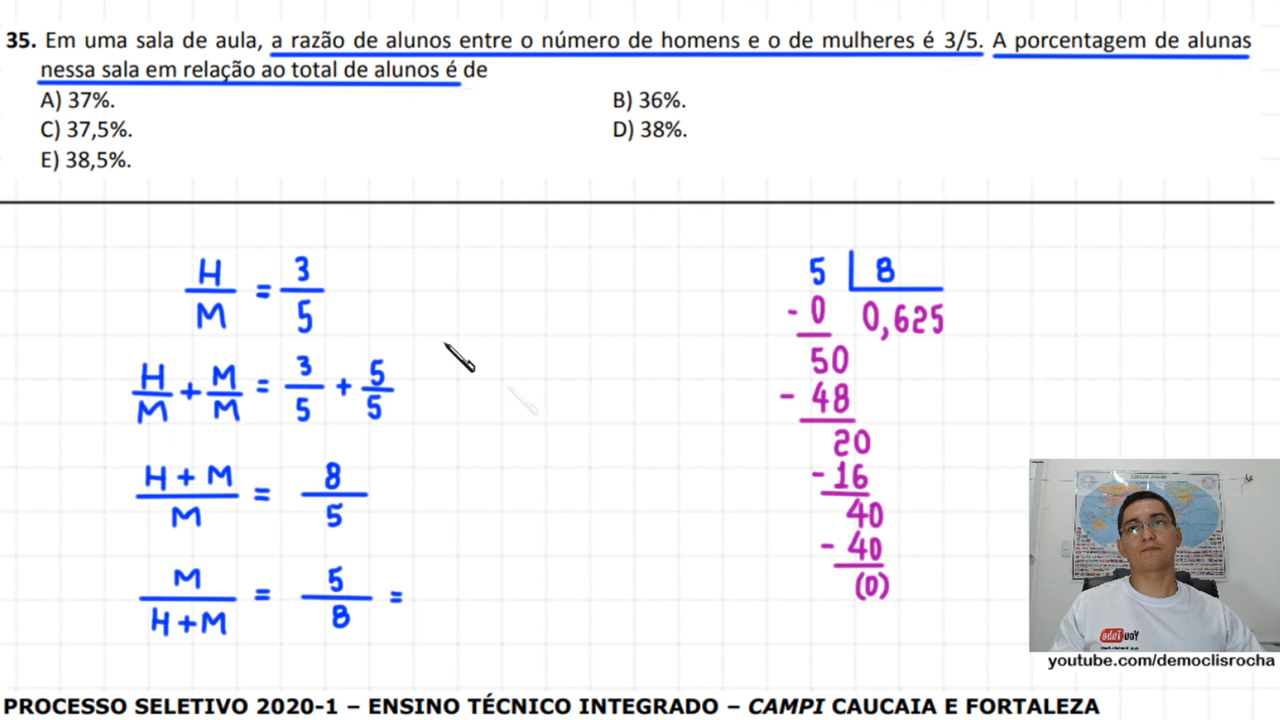 35. Em uma sala de aula, a razão de alunos entre o número de homens e o de mulheres é 3/5. A porcentagem de alunas
nessa sala em relação ao total de alunos é de
A) 37%. B) 36%.
C) 37,5%. D) 38%.
E) 38,5%.
H/M = 3/5
H/M + M/M = 3/5 + 5/5
H + M/M = 8/5
M/H+M = 5/8 =
5 8
- 0 0,625
50
- 48
20
- 16
40
- 40
(0)
YouTube
youtube.com/democlisrocha
PROCESSO SELETIVO 2020-1 – ENSINO TÉCNICO INTEGRADO – CAMPI CAUCAIA E FORTALEZA